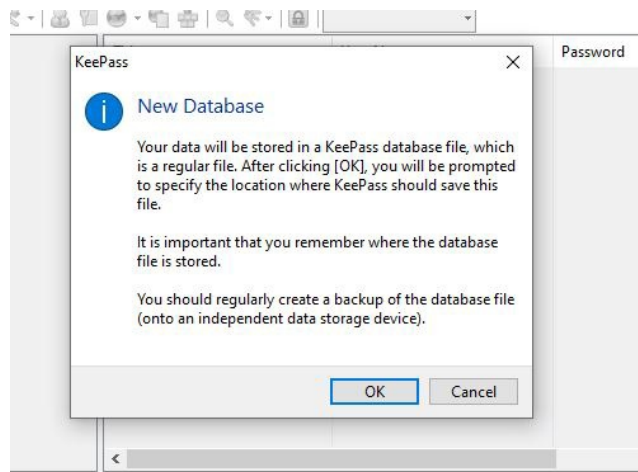 Password
KeePass
New Database
Your data will be stored in a KeePass database file, which
is a regular file. After clicking [OK], you will be prompted
to specify the location where KeePass should save this
file.
It is important that you remember where the database
file is stored.
You should regularly create a backup of the database file
(onto an independent data storage device).
OK
Cancel